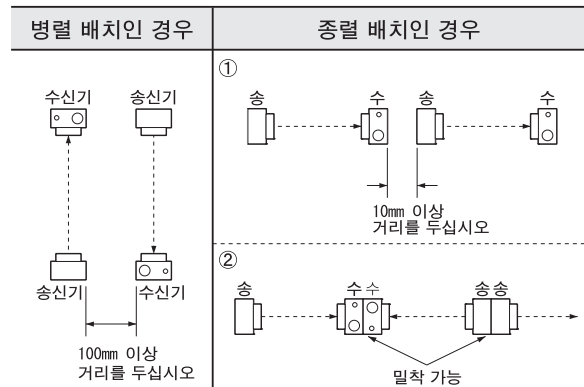 병렬 배치인 경우
종렬 배치인 경우
수신기 송신기
송신기 수신기
100mm 이상
거리를 두십시오
①
송 수 송 수
10mm 이상
거리를 두십시오
②
송 수 수 송 송
밀착 가능